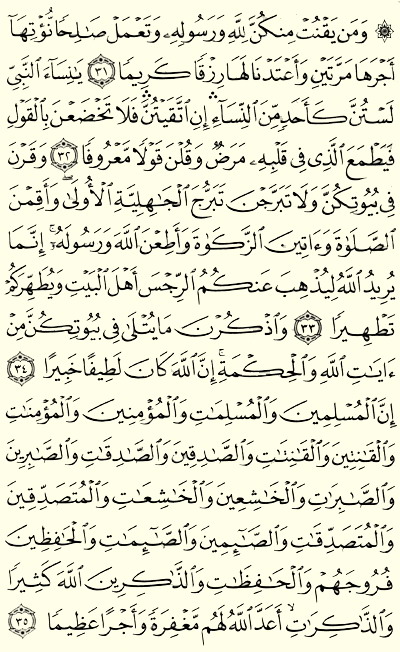 ۞ وَمَن يَقْنُتْ مِنكُنَّ لِلَّهِ وَرَسُولِهِۦ وَتَعْمَلْ صَـٰلِحًا نُّؤْتِهَآ
أَجْرَهَا مَرَّتَيْنِ وَأَعْتَدْنَا لَهَا رِزْقًا كَرِيمًا ٣١ يَـٰنِسَآءَ ٱلنَّبِىِّ
لَسْتُنَّ كَأَحَدٍ مِّنَ ٱلنِّسَآءِ ۚ إِنِ ٱتَّقَيْتُنَّ فَلَا تَخْضَعْنَ بِٱلْقَوْلِ
فَيَطْمَعَ ٱلَّذِى فِى قَلْبِهِۦ مَرَضٌ وَقُلْنَ قَوْلًا مَّعْرُوفًا ٣٢ وَقَرْنَ
فِى بُيُوتِكُنَّ وَلَا تَبَرَّجْنَ تَبَرُّجَ ٱلْجَـٰهِلِيَّةِ ٱلْأُولَىٰ ۖ وَأَقِمْنَ
ٱلصَّلَوٰةَ وَءَاتِينَ ٱلزَّكَوٰةَ وَأَطِعْنَ ٱللَّهَ وَرَسُولَهُۥٓ ۚ إِنَّمَا
يُرِيدُ ٱللَّهُ لِيُذْهِبَ عَنكُمُ ٱلرِّجْسَ أَهْلَ ٱلْبَيْتِ وَيُطَهِّرَكُمْ
تَطْهِيرًا ٣٣ وَٱذْكُرْنَ مَا يُتْلَىٰ فِى بُيُوتِكُنَّ مِنْ
ءَايَـٰتِ ٱللَّهِ وَٱلْحِكْمَةِ ۚ إِنَّ ٱللَّهَ كَانَ لَطِيفًا خَبِيرًا ٣٤
إِنَّ ٱلْمُسْلِمِينَ وَٱلْمُسْلِمَـٰتِ وَٱلْمُؤْمِنِينَ وَٱلْمُؤْمِنَـٰتِ
وَٱلْقَـٰنِتِينَ وَٱلْقَـٰنِتَـٰتِ وَٱلصَّـٰدِقِينَ وَٱلصَّـٰدِقَـٰتِ وَٱلصَّـٰبِرِينَ
وَٱلصَّـٰبِرَٰتِ وَٱلْخَـٰشِعِينَ وَٱلْخَـٰشِعَـٰتِ وَٱلْمُتَصَدِّقِينَ
وَٱلْمُتَصَدِّقَـٰتِ وَٱلصَّـٰٓئِمِينَ وَٱلصَّـٰٓئِمَـٰتِ وَٱلْحَـٰفِظِينَ
فُرُوجَهُمْ وَٱلْحَـٰفِظَـٰتِ وَٱلذَّٰكِرِينَ ٱللَّهَ كَثِيرًا
وَٱلذَّٰكِرَٰتِ أَعَدَّ ٱللَّهُ لَهُم مَّغْفِرَةً وَأَجْرًا عَظِيمًا ٣٥